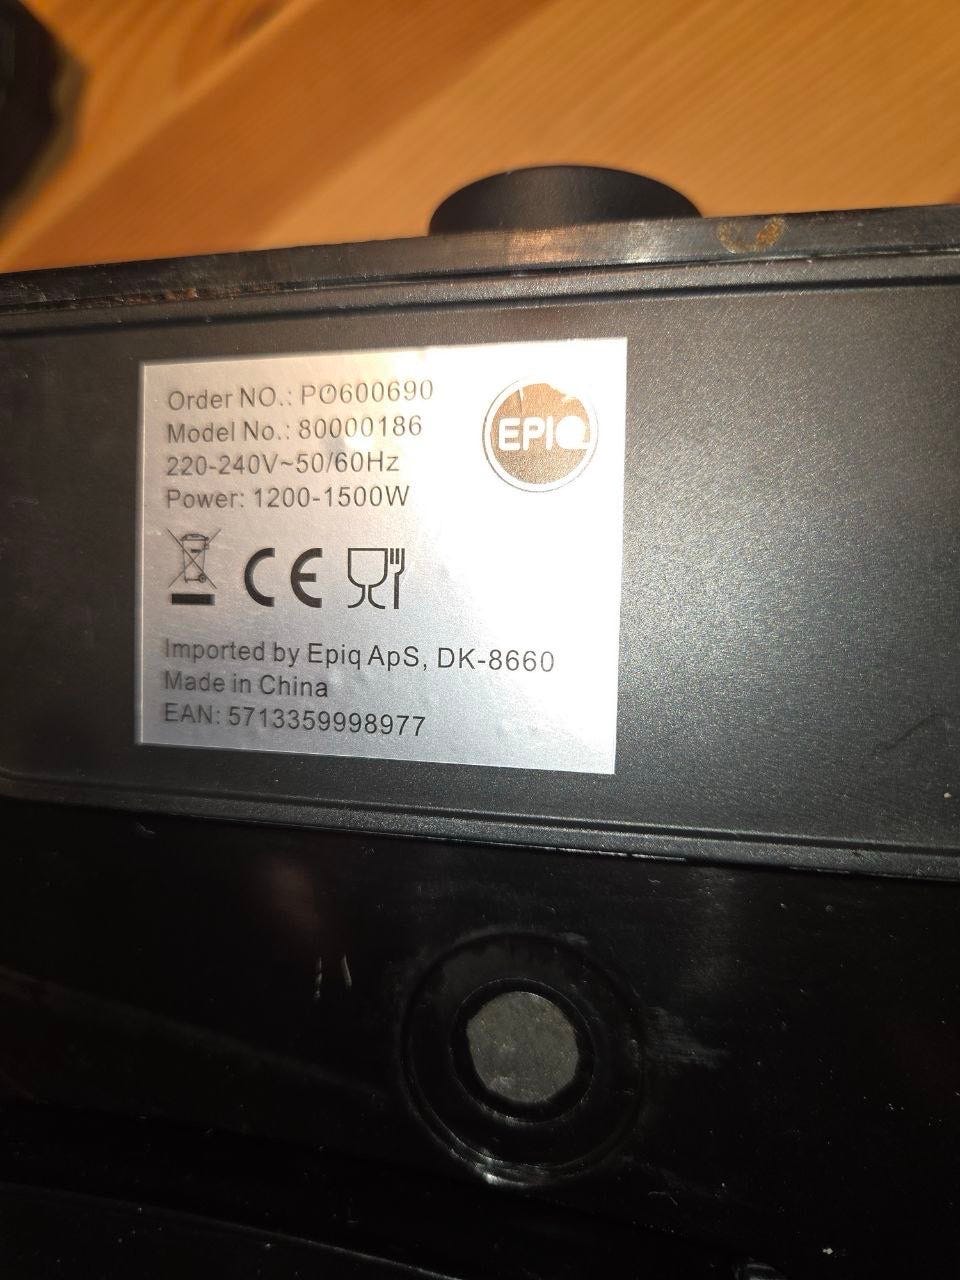 Order NO.: PO600690
Model No.: 80000186
220-240V~50/60Hz
Power: 1200-1500W
EPIQ
CE
Imported by Epiq ApS, DK-8660
Made in China
EAN: 5713359998977